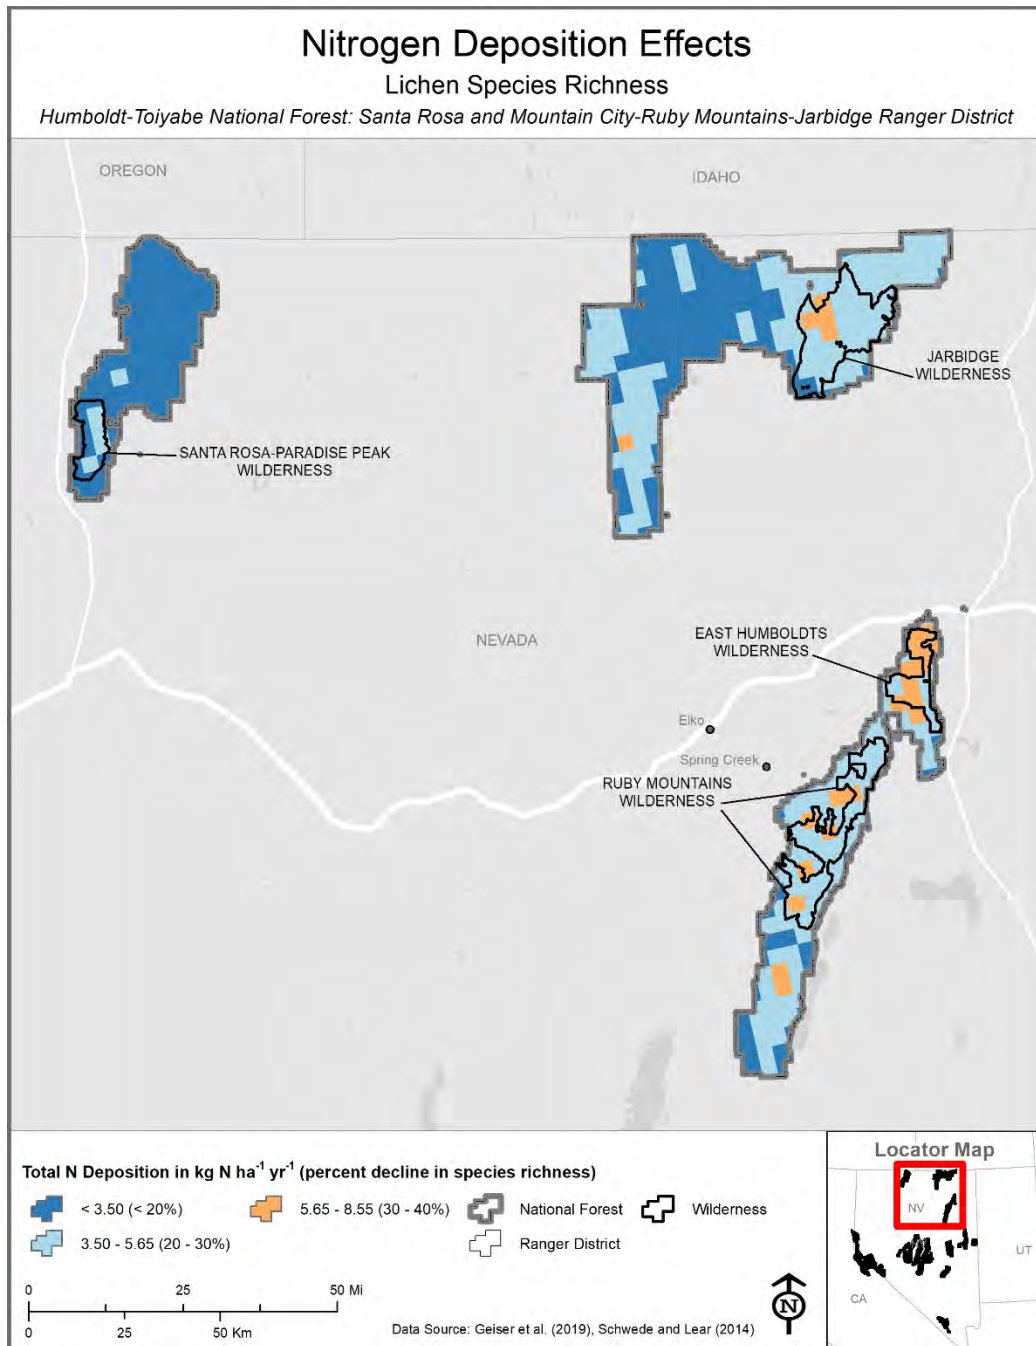 Nitrogen Deposition Effects
Lichen Species Richness
Humboldt-Toiyabe National Forest: Santa Rosa and Mountain City-Ruby Mountains-Jarbidge Ranger District
OREGON
IDAHO
JARBIDGE
WILDERNESS
SANTA ROSA-PARADISE PEAK
WILDERNESS
NEVADA
EAST HUMBOLDTS
WILDERNESS
Elko
Spring Creek
RUBY MOUNTAINS
WILDERNESS
Total N Deposition in kg N ha⁻¹ yr⁻¹ (percent decline in species richness)
< 3.50 (< 20%)
5.65 - 8.55 (30 - 40%)
National Forest
Wilderness
3.50 - 5.65 (20 - 30%)
Ranger District
0 25 50 Mi
0 25 50 Km
N
Data Source: Geiser et al. (2019), Schwede and Lear (2014)
Locator Map
NV
UT
CA